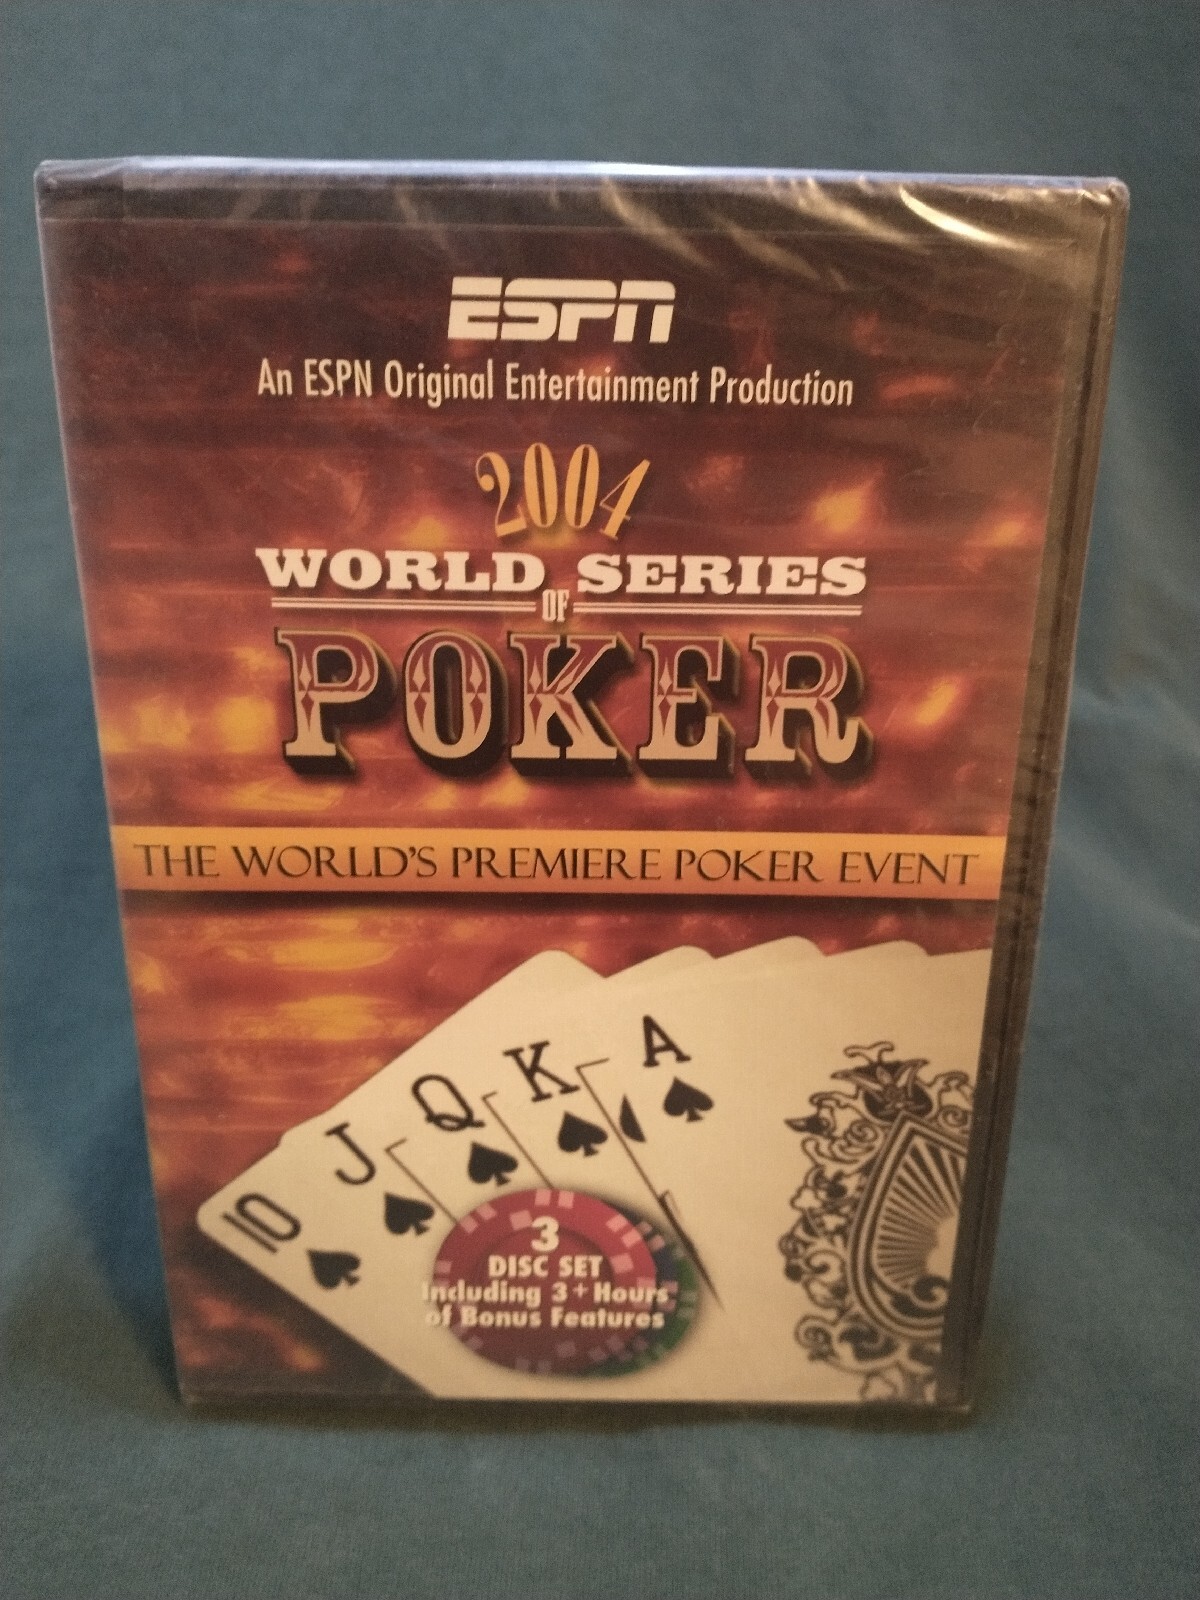 ESPN
An ESPN Original Entertainment Production
2004
WORLD SERIES
OF
POKER
THE WORLD'S PREMIERE POKER EVENT
10 J Q K A
3
DISC SET
Including 3+ Hours
of Bonus Features